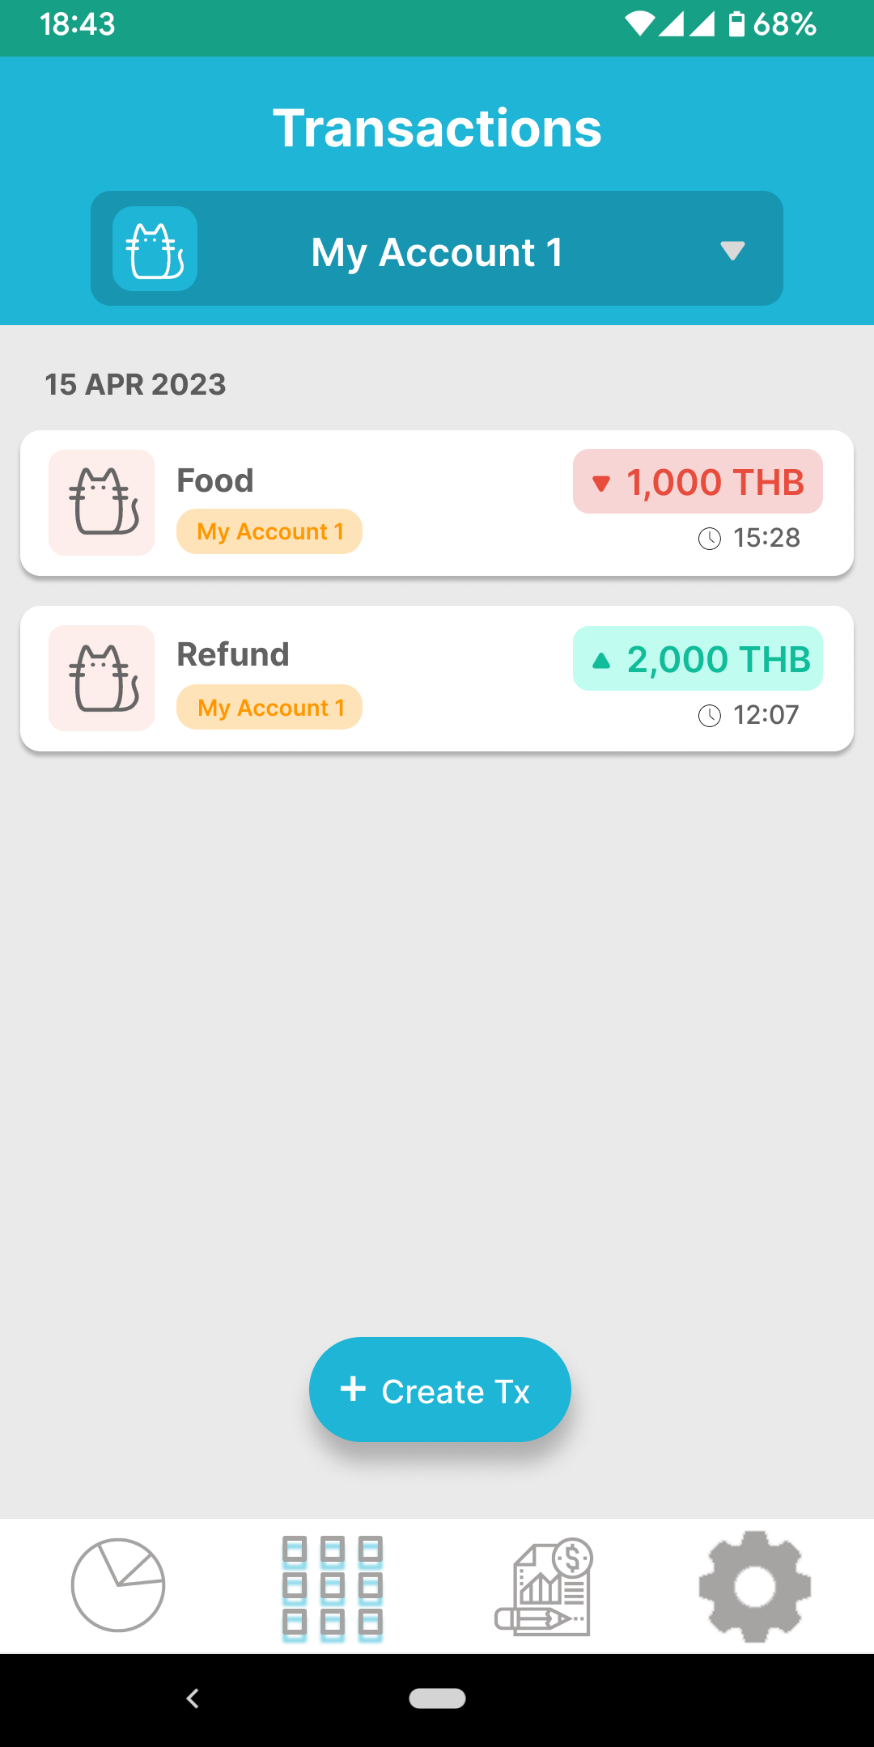 18:43 68%
Transactions
My Account 1
15 APR 2023
Food
1,000 THB
My Account 1
15:28
Refund
2,000 THB
My Account 1
12:07
+ Create Tx
$